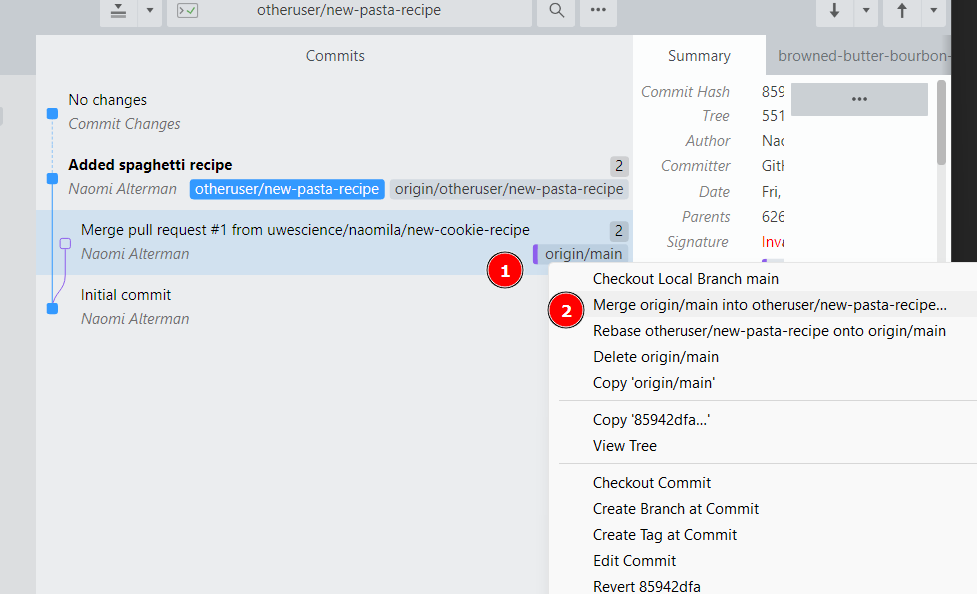 otheruser/new-pasta-recipe
Commits
Summary
browned-butter-bourbon-
No changes
Commit Changes
Added spaghetti recipe
2
Naomi Alterman
otheruser/new-pasta-recipe
origin/otheruser/new-pasta-recipe
Merge pull request #1 from uwescience/naomila/new-cookie-recipe
2
Naomi Alterman
origin/main
Initial commit
Naomi Alterman
Commit Hash 859
Tree 551
Author Nao
Committer Gith
Date Fri,
Parents 626
Signature Inva
1
2
Checkout Local Branch main
Merge origin/main into otheruser/new-pasta-recipe...
Rebase otheruser/new-pasta-recipe onto origin/main
Delete origin/main
Copy 'origin/main'
Copy '85942dfa...'
View Tree
Checkout Commit
Create Branch at Commit
Create Tag at Commit
Edit Commit
Revert 85942dfa